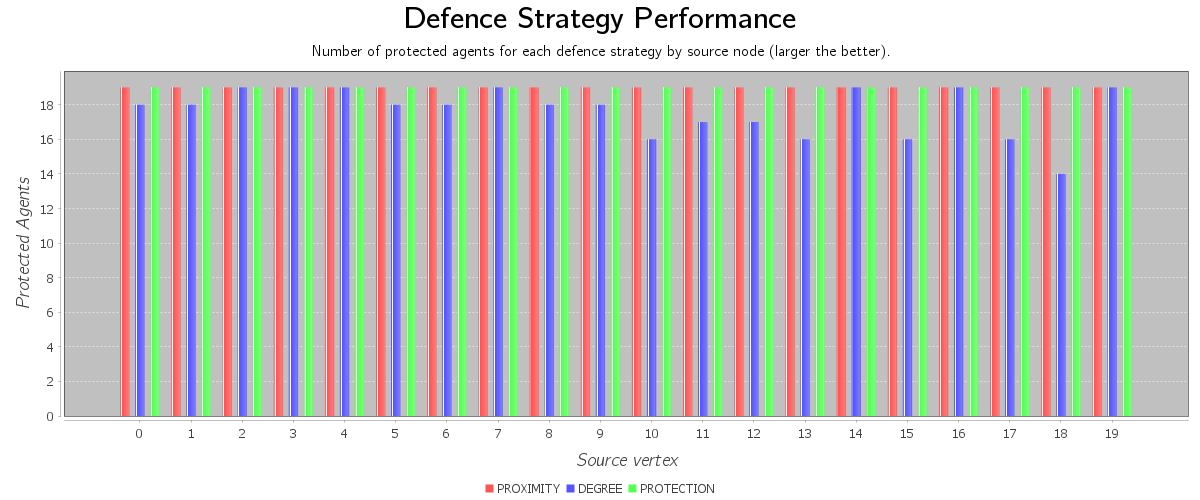 Defence Strategy Performance
Number of protected agents for each defence strategy by source node (larger the better).
Protected Agents
18
16
14
12
10
8
6
4
2
0
0 1 2 3 4 5 6 7 8 9 10 11 12 13 14 15 16 17 18 19
Source vertex
PROXIMITY DEGREE PROTECTION